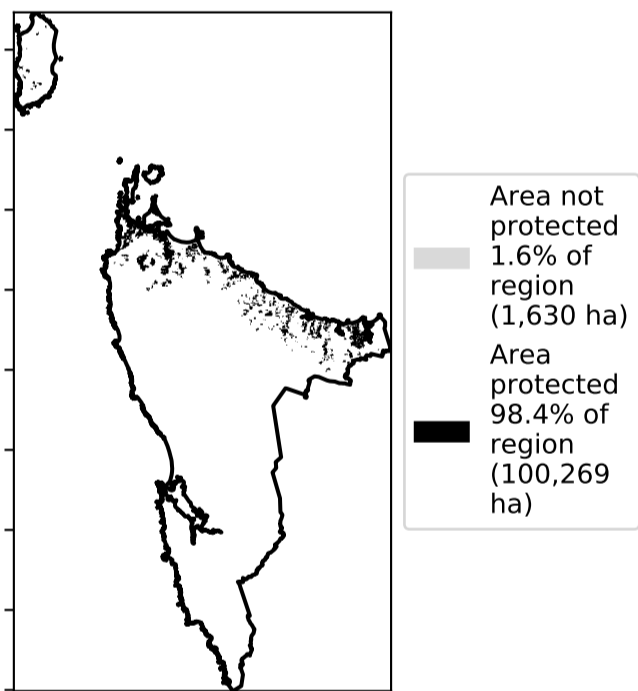 Area not
protected
1.6% of
region
(1,630 ha)
Area
protected
98.4% of
region
(100,269
ha)